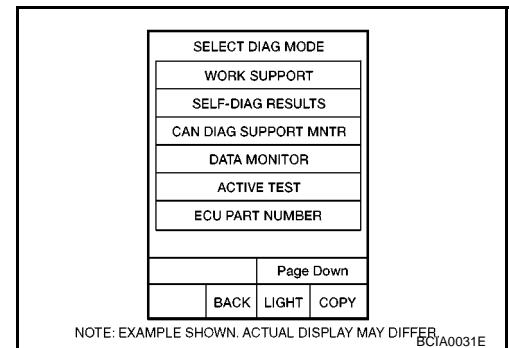 SELECT DIAG MODE
WORK SUPPORT
SELF-DIAG RESULTS
CAN DIAG SUPPORT MNTR
DATA MONITOR
ACTIVE TEST
ECU PART NUMBER
Page Down
BACK LIGHT COPY
NOTE: EXAMPLE SHOWN. ACTUAL DISPLAY MAY DIFFER.
BCIA0031E